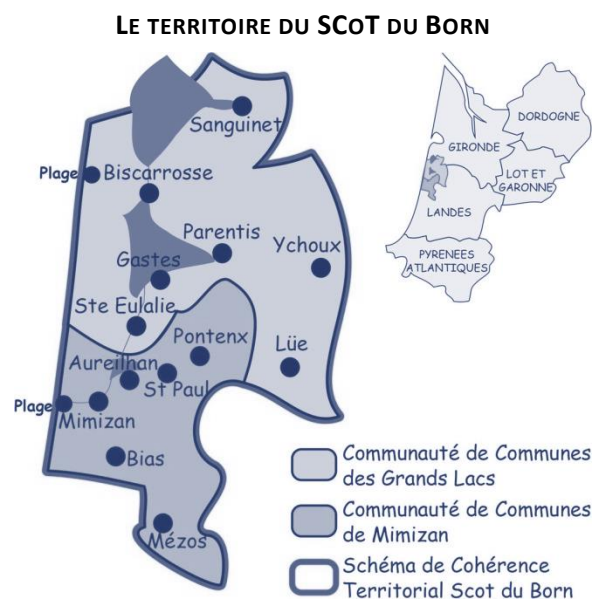 LE TERRITOIRE DU SCOT DU BORN
Sanguinet
Plage
Biscarrosse
Parentis
Ychoux
Gastes
Ste Eulalie
Pontenx
Lüe
Aureilhan
St Paul
Plage
Mimizan
Bias
Mézos
DORDOGNE
GIRONDE
LOT ET
GARONNE
LANDES
PYRENEES
ATLANTIQUES
Communauté de Communes
des Grands Lacs
Communauté de Communes
de Mimizan
Schéma de Cohérence
Territorial Scot du Born